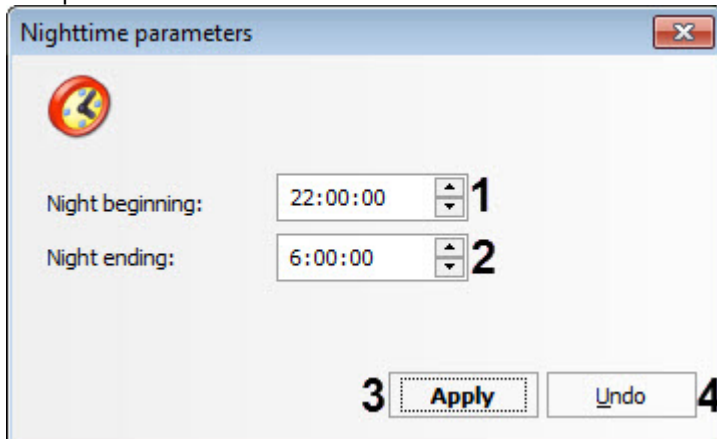 Nighttime parameters
Night beginning: 22:00:00 1
Night ending: 6:00:00 2
3 Apply Undo 4